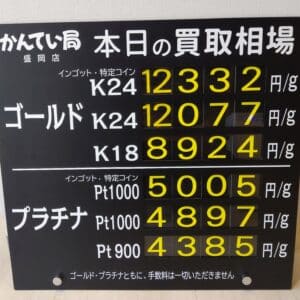 かんてい局 本日の買取相場
盛岡店
インゴット・特定コイン
K24 12332 円/g
ゴールド K24 12077 円/g
K18 8924 円/g
インゴット・特定コイン
Pt1000 5005 円/g
プラチナ Pt1000 4897 円/g
Pt900 4385 円/g
ゴールド・プラチナともに、手数料は一切いただきません